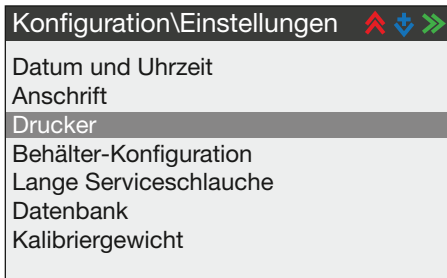 Konfiguration\Einstellungen
Datum und Uhrzeit
Anschrift
Drucker
Behälter-Konfiguration
Lange Serviceschlauche
Datenbank
Kalibriergewicht